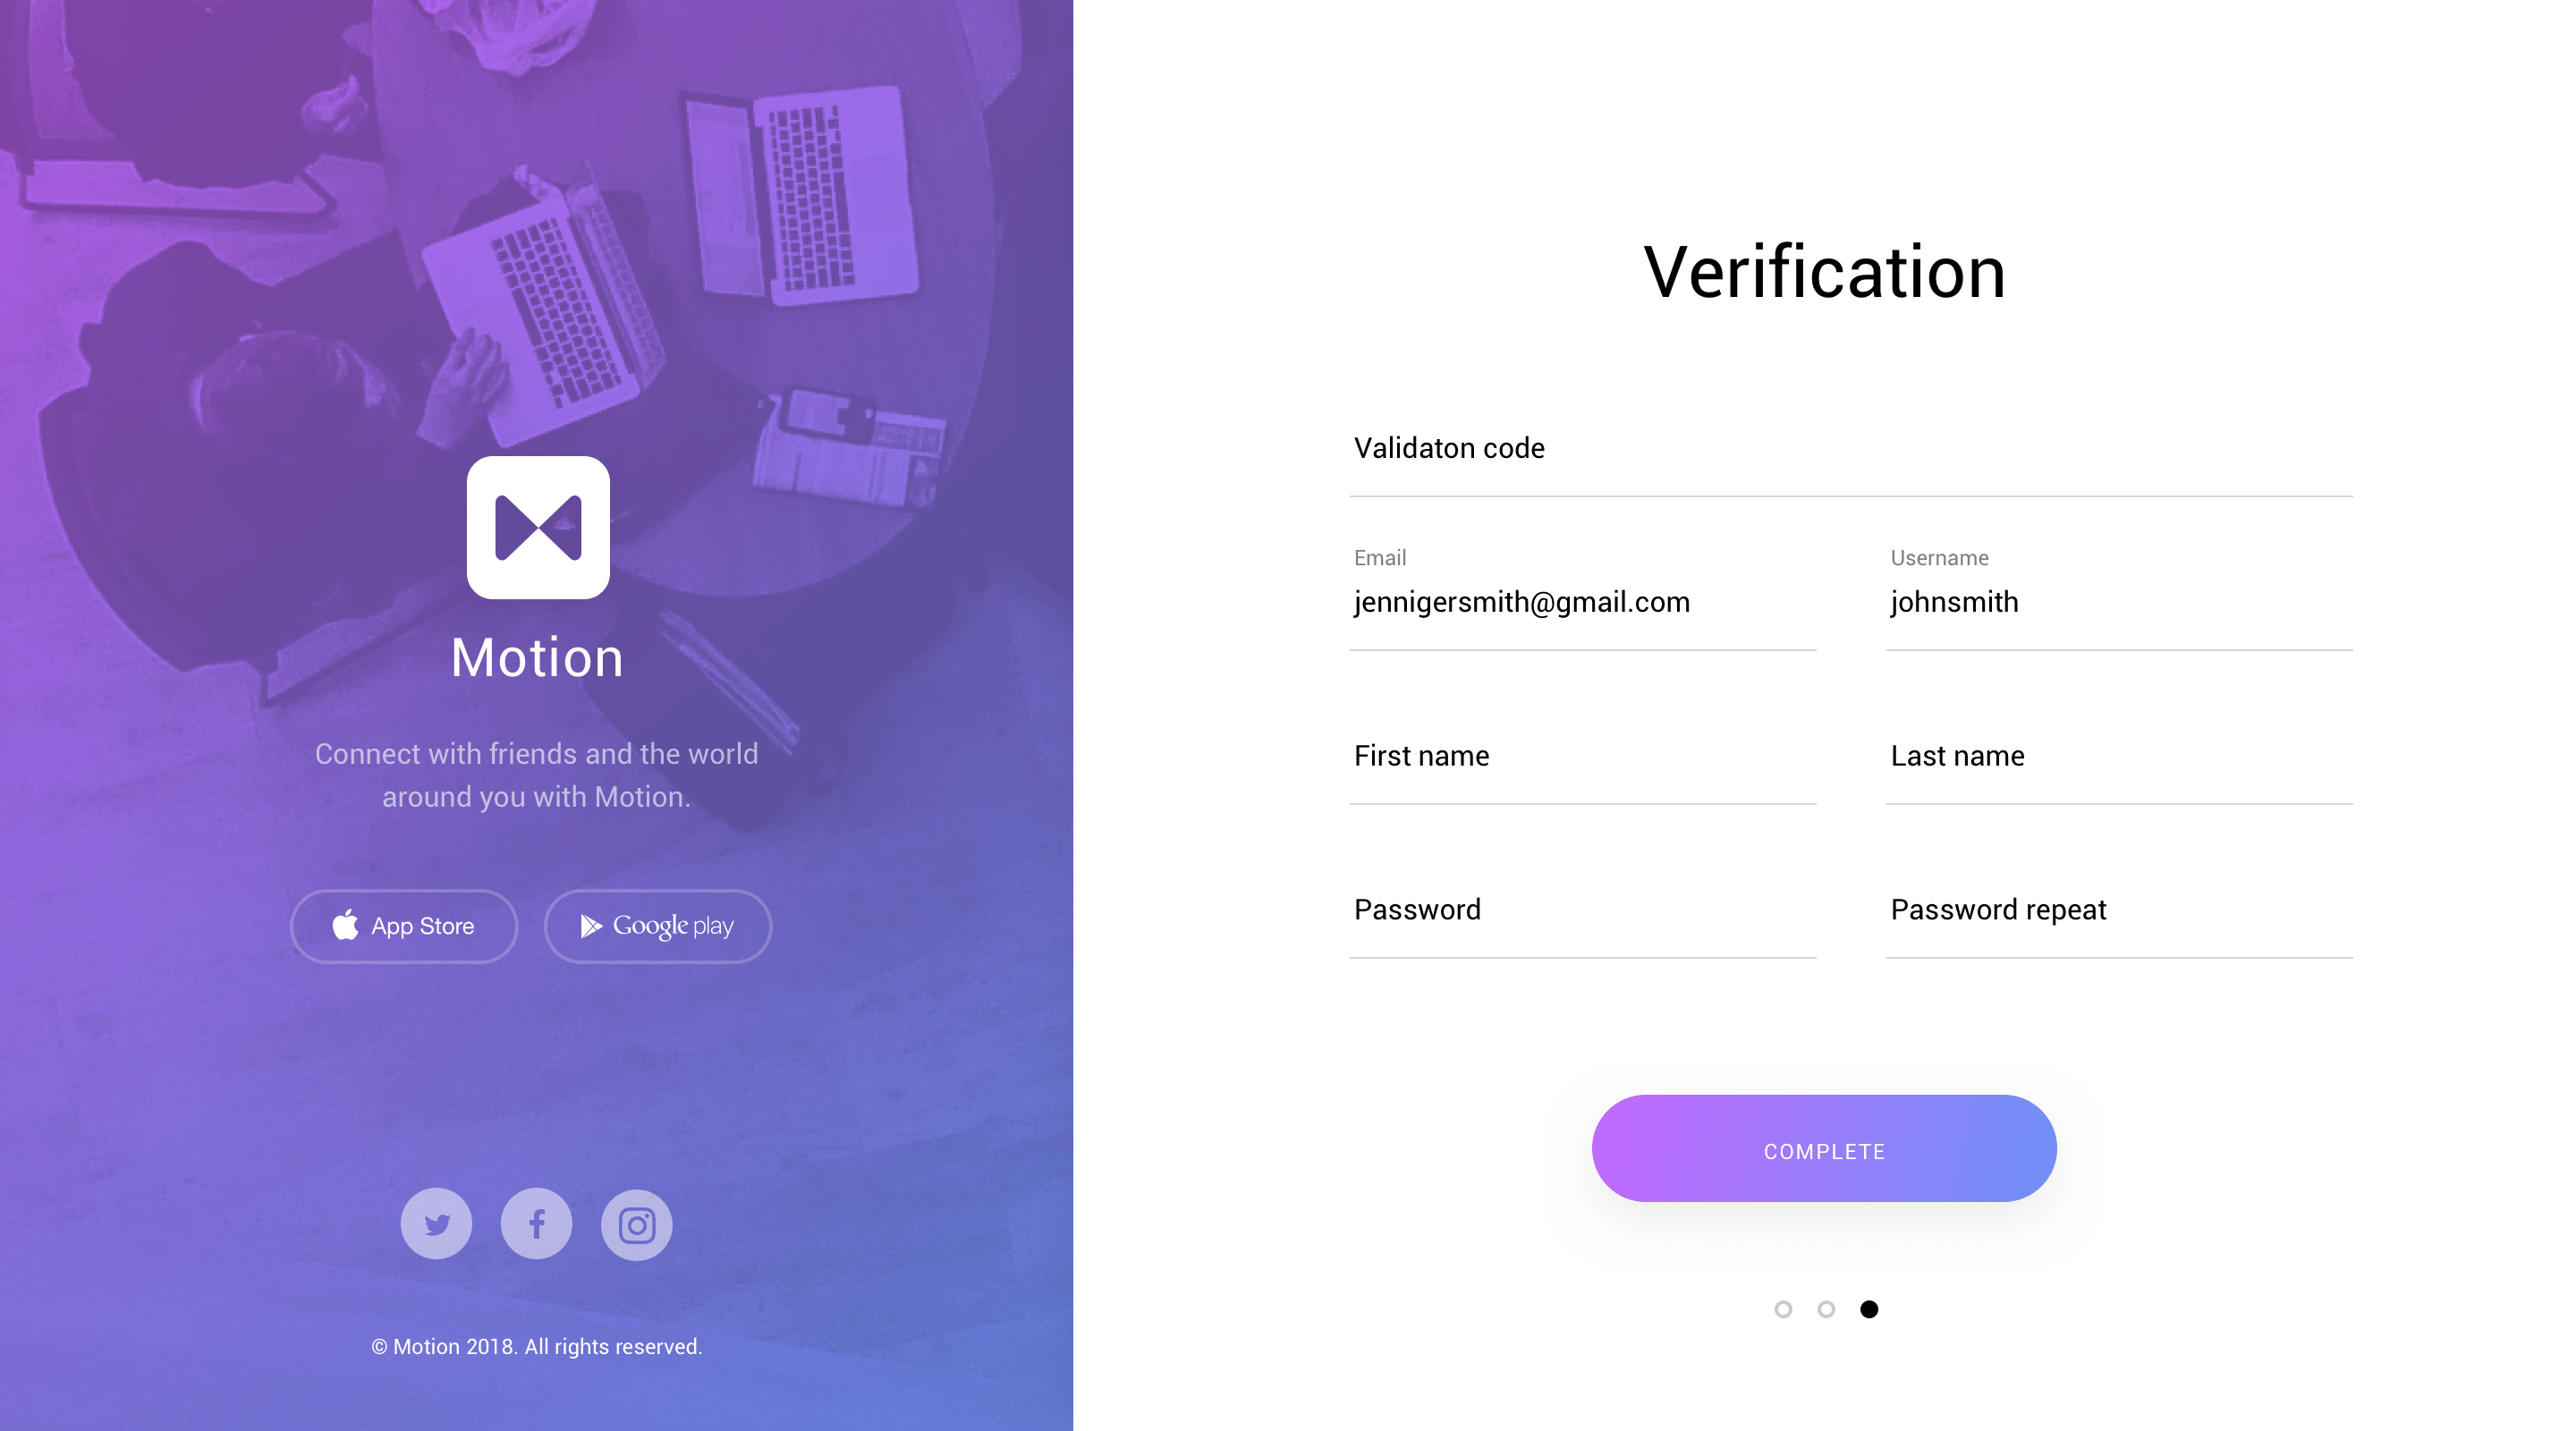 Motion
Connect with friends and the world
around you with Motion.
App Store
Google play
© Motion 2018. All rights reserved.
Verification
Validaton code
Email
jennigersmith@gmail.com
Username
johnsmith
First name
Last name
Password
Password repeat
COMPLETE